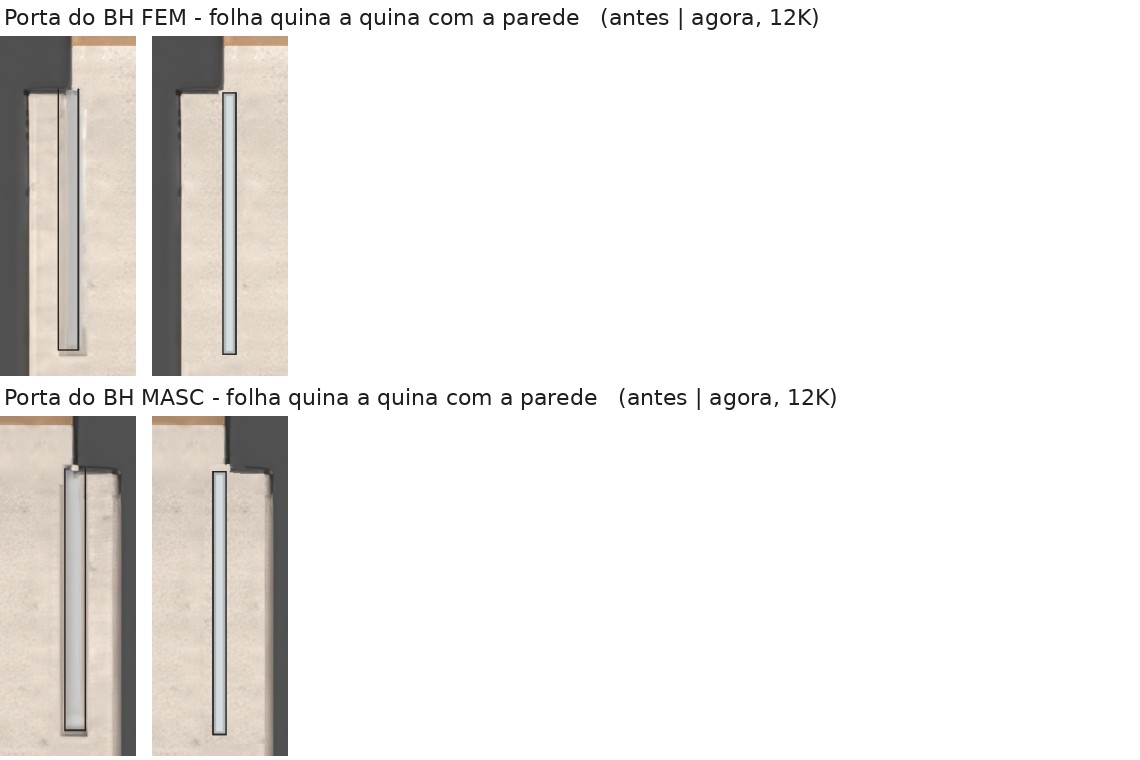 Porta do BH FEM - folha quina a quina com a parede   (antes | agora, 12K)
Porta do BH MASC - folha quina a quina com a parede   (antes | agora, 12K)